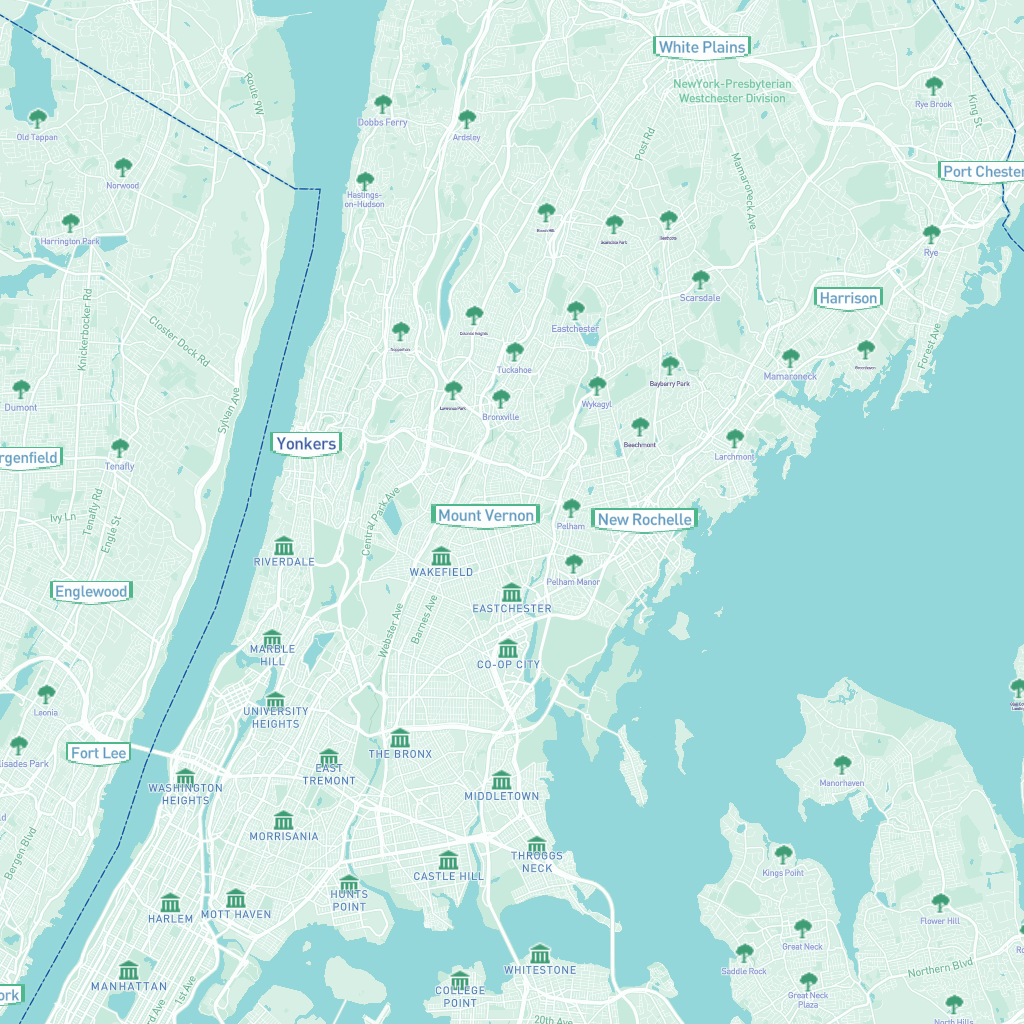 White Plains
NewYork-Presbyterian
Westchester Division
Route 9W
Dobbs Ferry
Ardsley
Post Rd
Rye Brook
King St
Old Tappan
Norwood
Hastings-
on-Hudson
Mamaroneck Ave
Port Chester
Harrington Park
Rye
Scarsdale
Harrison
Knickerbocker Rd
Closter Dock Rd
Eastchester
Forest Ave
Tuckahoe
Mamaroneck
Baybarry Park
Dumont
Sylvan Ave
Bronxville
Wykagyl
Yonkers
Beechmont
Larchmont
rgenfield
Tenafly
Tenafly Rd
Ivy Ln
Engle St
Central Park Ave
Mount Vernon
Pelham
New Rochelle
RIVERDALE
WAKEFIELD
Pelham Manor
Englewood
EASTCHESTER
Webster Ave
Barnes Ave
MARBLE
HILL
CO-OP CITY
Leonia
UNIVERSITY
HEIGHTS
Fort Lee
THE BRONX
lisades Park
EAST
TREMONT
WASHINGTON
HEIGHTS
MIDDLETOWN
Manorhaven
MORRISANIA
Bergen Blvd
THROGGS
NECK
CASTLE HILL
Kings Point
HUNTS
POINT
HARLEM
MOTT HAVEN
Flower Hill
Great Neck
Saddle Rock
WHITESTONE
Northern Blvd
MANHATTAN
1st Ave
COLLEGE
POINT
Great Neck
Plaza
ork
rd Ave
20th Ave
North Hills